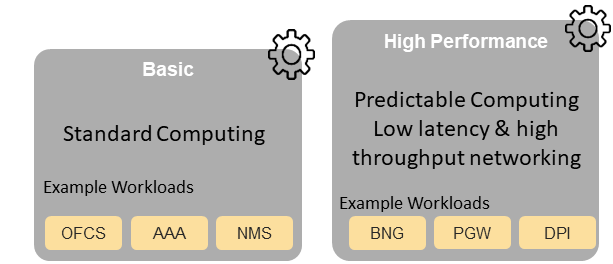 Basic
Standard Computing
Example Workloads
OFCS
AAA
NMS
High Performance
Predictable Computing
Low latency & high
throughput networking
Example Workloads
BNG
PGW
DPI